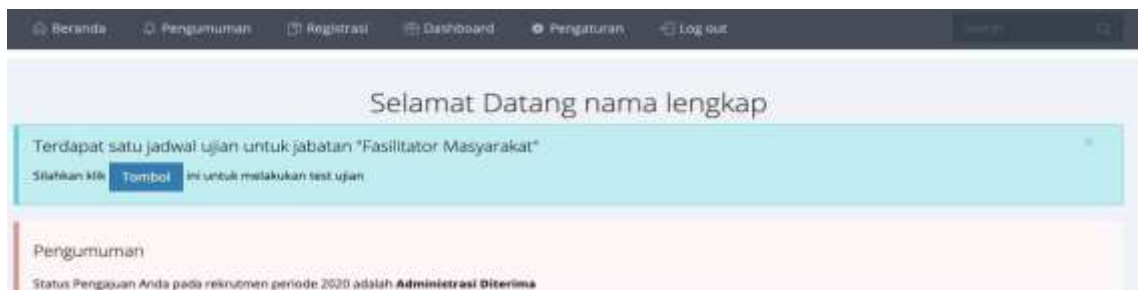 Beranda Pengumuman Registrasi Dashboard Pengaturan Log out
Selamat Datang nama lengkap
Terdapat satu jadwal ujian untuk jabatan "Fasilitator Masyarakat"
Silahkan klik Tombol ini untuk melakukan test ujian
Pengumuman
Status Pengajuan Anda pada rekrutmen periode 2020 adalah Administrasi Diterima